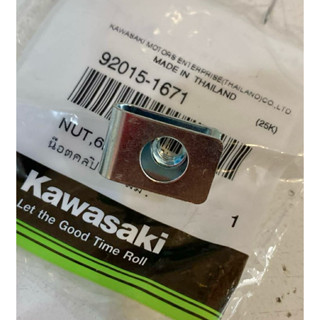 KAWASAKI MOTORS ENTERPRISE(THAILAND)CO.,LTD
MADE IN THAILAND
92015-1671
(25K)
NUT,6
1
Kawasaki
Let the Good Time Roll